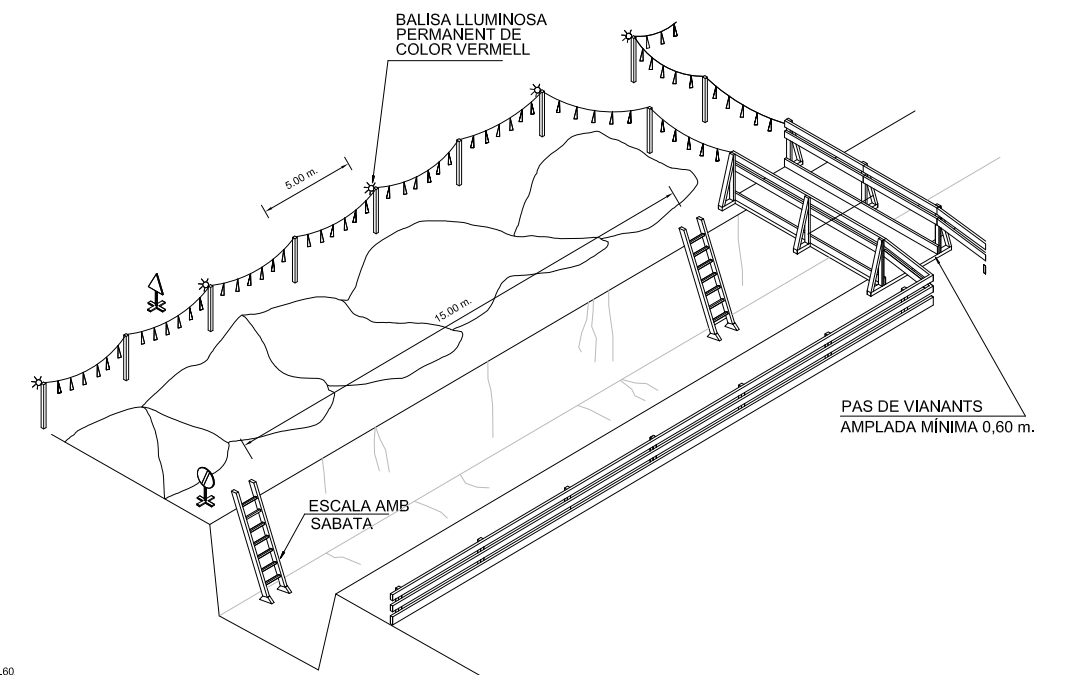 BALISA LLUMINOSA
PERMANENT DE
COLOR VERMELL
5.00 m.
15.00 m.
PAS DE VIANANTS
AMPLADA MÍNIMA 0,60 m.
ESCALA AMB
SABATA
.60